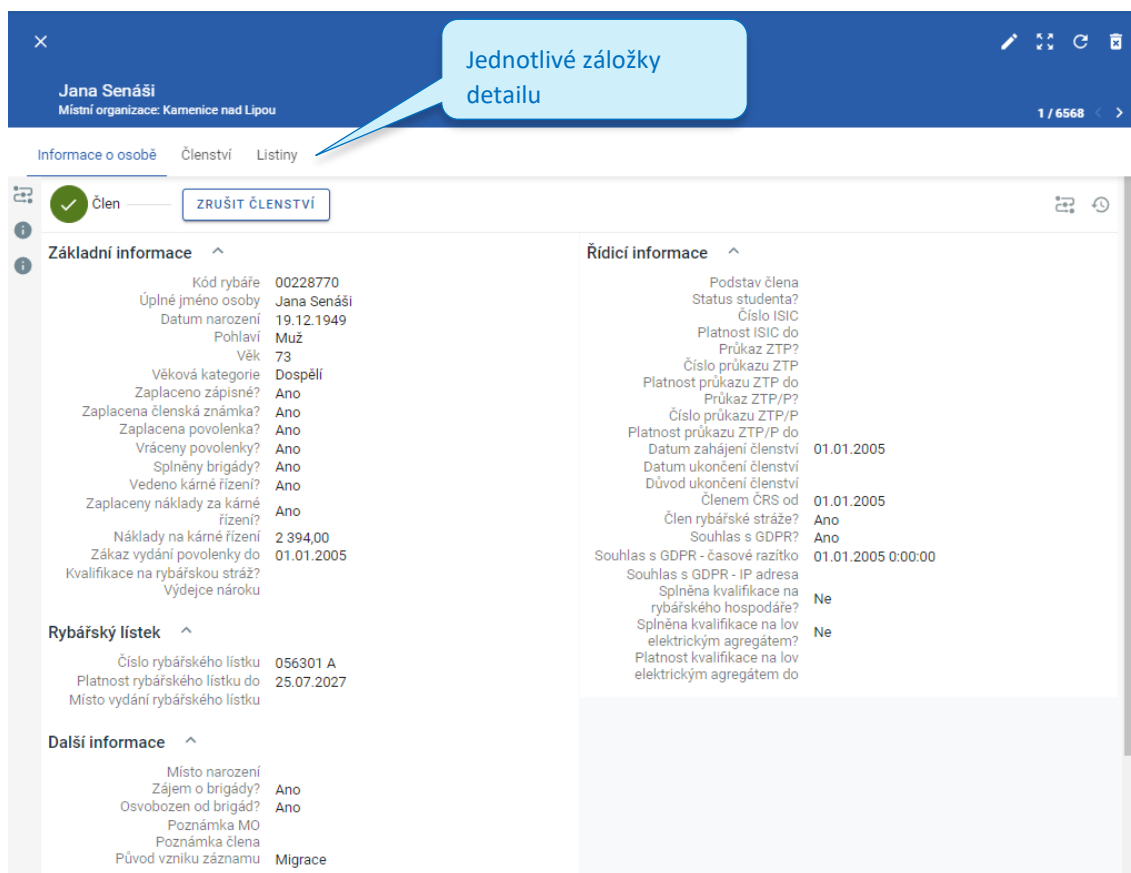 Jednotlivé záložky
detailu
Jana Senáši
Místní organizace: Kamenice nad Lipou
1 / 6568
Informace o osobě Členství Listiny
Člen ZRUŠIT ČLENSTVÍ
Základní informace
Kód rybáře 00228770
Úplné jméno osoby Jana Senáši
Datum narození 19.12.1949
Pohlaví Muž
Věk 73
Věková kategorie Dospělí
Zaplaceno zápisné? Ano
Zaplacena členská známka? Ano
Zaplacena povolenka? Ano
Vráceny povolenky? Ano
Splněny brigády? Ano
Vedeno kárné řízení? Ano
Zaplaceny náklady za kárné
řízení? Ano
Náklady na kárné řízení 2 394,00
Zákaz vydání povolenky do 01.01.2005
Kvalifikace na rybářskou stráž?
Výdejce nároku
Rybářský lístek
Číslo rybářského lístku 056301 A
Platnost rybářského lístku do 25.07.2027
Místo vydání rybářského lístku
Další informace
Místo narození
Zájem o brigády? Ano
Osvobozen od brigád? Ano
Poznámka MO
Poznámka člena
Původ vzniku záznamu Migrace
Řídicí informace
Podstav člena
Status studenta?
Číslo ISIC
Platnost ISIC do
Průkaz ZTP?
Číslo průkazu ZTP
Platnost průkazu ZTP do
Průkaz ZTP/P?
Číslo průkazu ZTP/P
Platnost průkazu ZTP/P do
Datum zahájení členství 01.01.2005
Datum ukončení členství
Důvod ukončení členství
Členem ČRS od 01.01.2005
Člen rybářské stráže? Ano
Souhlas s GDPR? Ano
Souhlas s GDPR - časové razítko 01.01.2005 0:00:00
Souhlas s GDPR - IP adresa
Splněna kvalifikace na
rybářského hospodáře? Ne
Splněna kvalifikace na lov
elektrickým agregátem? Ne
Platnost kvalifikace na lov
elektrickým agregátem do